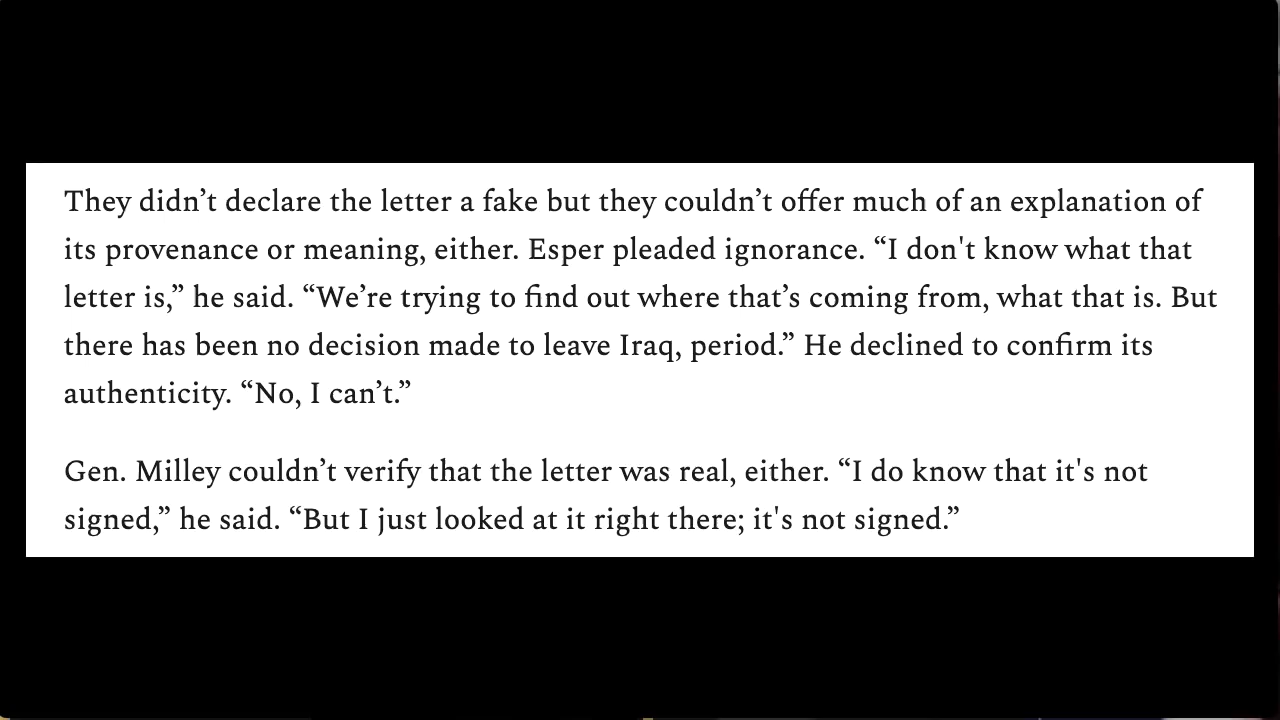 They didn’t declare the letter a fake but they couldn’t offer much of an explanation of
its provenance or meaning, either. Esper pleaded ignorance. “I don't know what that
letter is,” he said. “We’re trying to find out where that’s coming from, what that is. But
there has been no decision made to leave Iraq, period.” He declined to confirm its
authenticity. “No, I can’t.”
Gen. Milley couldn’t verify that the letter was real, either. “I do know that it's not
signed,” he said. “But I just looked at it right there; it's not signed.”